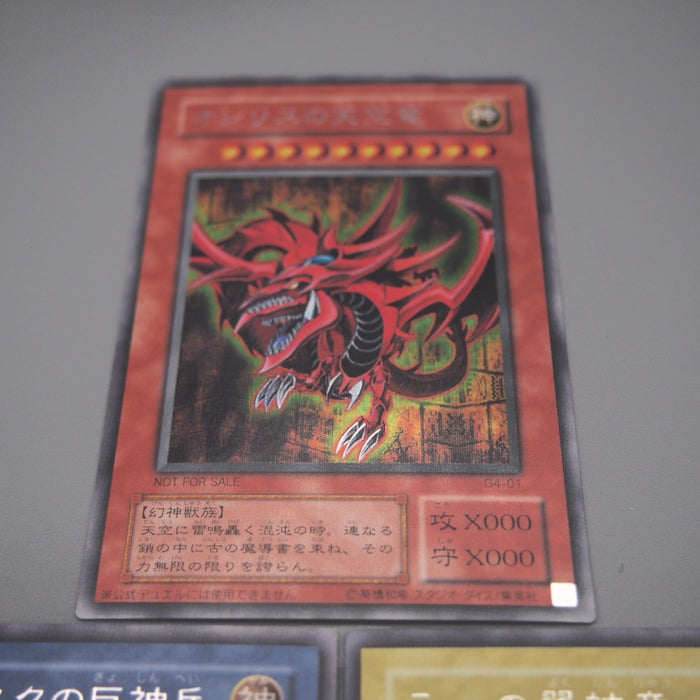 オシリスの天空竜
神
NOT FOR SALE
G4-01
【幻神獣族】
天空に雷鳴轟く混沌の時。連なる
鎖の中に古の魔導書を束ね、その
力無限の限りを誇らん。
攻 X000
守 X000
※公式デュエルには使用できません
©高橋和希 スタジオ・ダイス/集英社
スクの巨神兵
神
の翼神竜